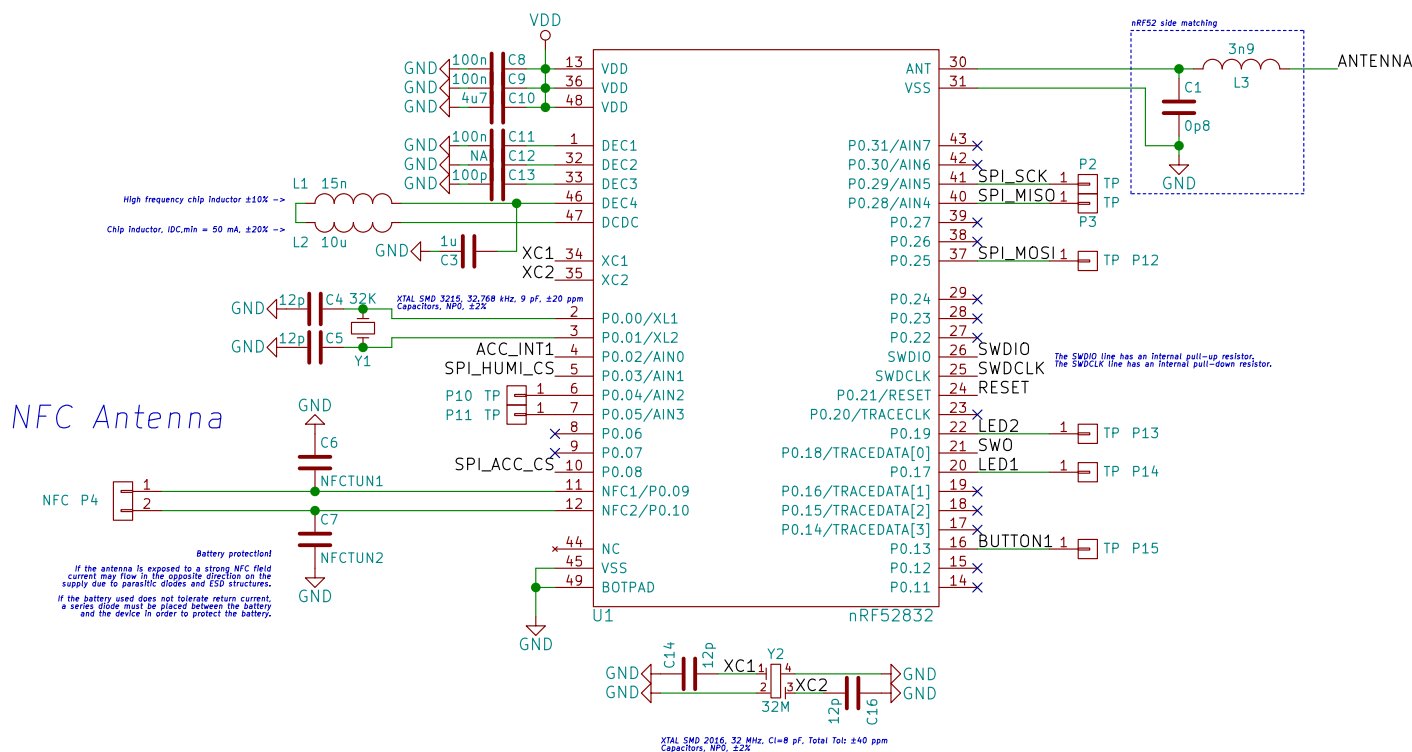 nRF52 side matching
VDD
3n9
ANTENNA
L3
GND 100n C8 13 VDD ANT 30
GND 100n C9 36 VDD VSS 31
GND 4u7 C10 48 VDD
C1
0p8
GND
GND 100n C11 1 DEC1 P0.31/AIN7 43
GND NA C12 32 DEC2 P0.30/AIN6 42
P2
GND 100p C13 33 DEC3 P0.29/AIN5 41 SPI_SCK 1 TP
L1 15n
High frequency chip inductor ±10% ->
46 DEC4 P0.28/AIN4 40 SPI_MISO 1 TP
P3
47 DCDC P0.27 39
Chip inductor, IDC,min = 50 mA, ±20% ->
L2 10u
P0.26 38
GND 1u C3
XC1 34 XC1 P0.25 37 SPI_MOSI 1 TP P12
XC2 35 XC2
XTAL SMD 3215, 32.768 kHz, 9 pF, ±20 ppm
Capacitors, NP0, ±2%
GND 12p C4 32K
P0.24 29
2 P0.00/XL1 P0.23 28
3 P0.01/XL2 P0.22 27
GND 12p C5 Y1
ACC_INT1 4 P0.02/AIN0 SWDIO 26 SWDIO
The SWDIO line has an internal pull-up resistor.
The SWDCLK line has an internal pull-down resistor.
SPI_HUMI_CS 5 P0.03/AIN1 SWDCLK 25 SWDCLK
P10 TP 1 6 P0.04/AIN2 P0.21/RESET 24 RESET
P11 TP 1 7 P0.05/AIN3 P0.20/TRACECLK 23
NFC Antenna
GND
C6
NFCTUN1
8 P0.06 P0.19 22 LED2 1 TP P13
9 P0.07 P0.18/TRACEDATA[0] 21 SWO
SPI_ACC_CS 10 P0.08 P0.17 20 LED1 1 TP P14
NFC P4
1 11 NFC1/P0.09 P0.16/TRACEDATA[1] 19
2 12 NFC2/P0.10 P0.15/TRACEDATA[2] 18
P0.14/TRACEDATA[3] 17
C7
NFCTUN2
GND
44 NC P0.13 16 BUTTON1 1 TP P15
45 VSS P0.12 15
49 BOTPAD P0.11 14
Battery protection!
If the antenna is exposed to a strong NFC field
current may flow in the opposite direction on the
supply due to parasitic diodes and ESD structures.
If the battery used does not tolerate return current,
a series diode must be placed between the battery
and the device in order to protect the battery.
U1 nRF52832
GND
GND C14 12p XC1 1 Y2 4 GND
GND 2 3 XC2 GND
32M 12p C16
XTAL SMD 2016, 32 MHz, Cl=8 pF, Total Tol: ±40 ppm
Capacitors, NP0, ±2%